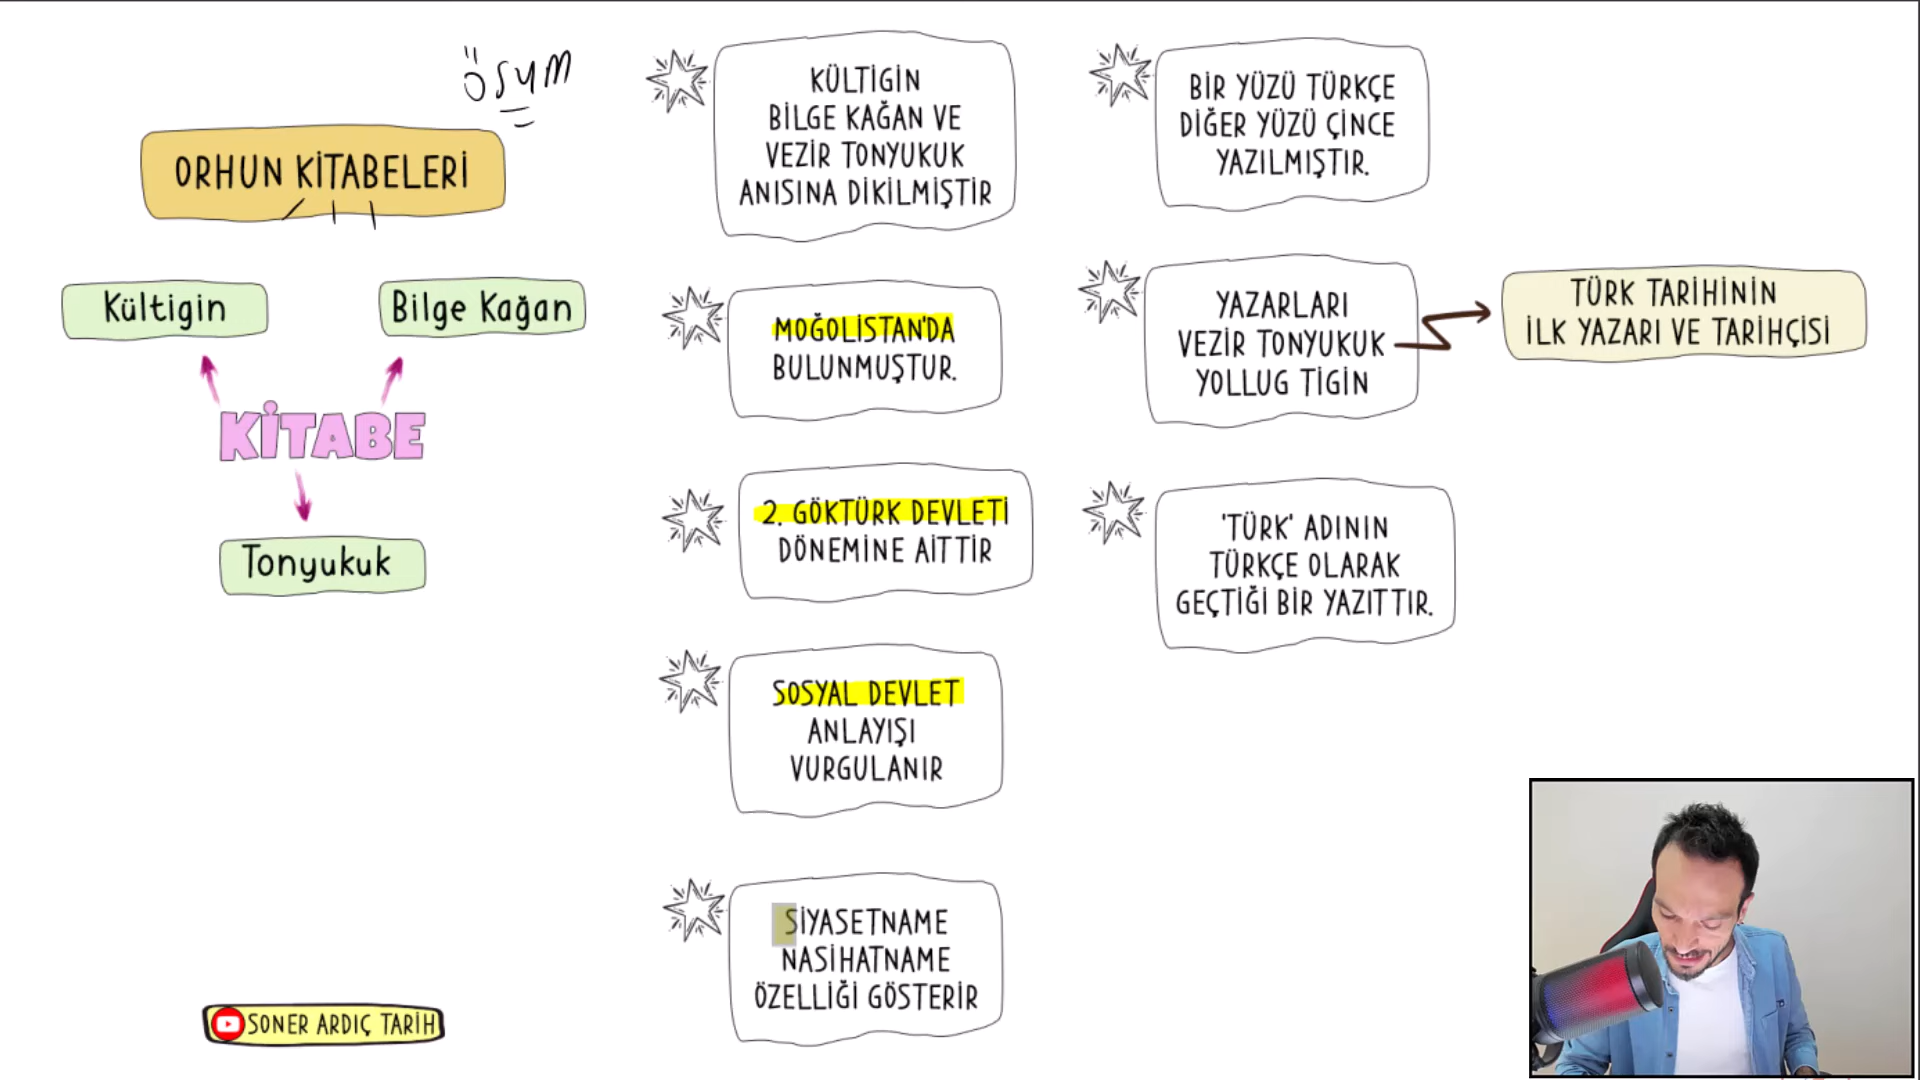 ÖSYM
ORHUN KİTABELERİ
Kültigin
Bilge Kağan
KİTABE
Tonyukuk
SONER ARDIÇ TARİH
KÜLTİGİN
BİLGE KAĞAN VE
VEZİR TONYUKUK
ANISINA DİKİLMİŞTİR
MOĞOLİSTAN'DA
BULUNMUŞTUR.
2. GÖKTÜRK DEVLETİ
DÖNEMİNE AİTTİR
SOSYAL DEVLET
ANLAYIŞI
VURGULANIR
SİYASETNAME
NASİHATNAME
ÖZELLİĞİ GÖSTERİR
BİR YÜZÜ TÜRKÇE
DİĞER YÜZÜ ÇİNCE
YAZILMIŞTIR.
YAZARLARI
VEZİR TONYUKUK
YOLLUG TİGİN
TÜRK TARİHİNİN
İLK YAZARI VE TARİHÇİSİ
'TÜRK' ADININ
TÜRKÇE OLARAK
GEÇTİĞİ BİR YAZITTIR.